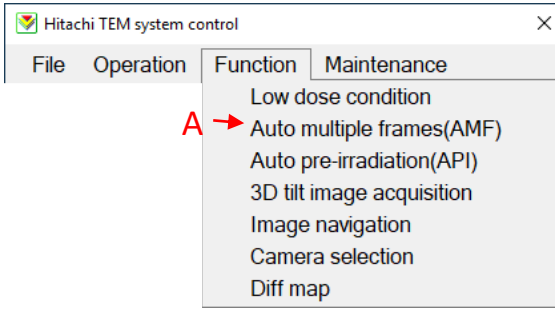 Hitachi TEM system control
File Operation Function Maintenance
Low dose condition
A Auto multiple frames(AMF)
Auto pre-irradiation(API)
3D tilt image acquisition
Image navigation
Camera selection
Diff map